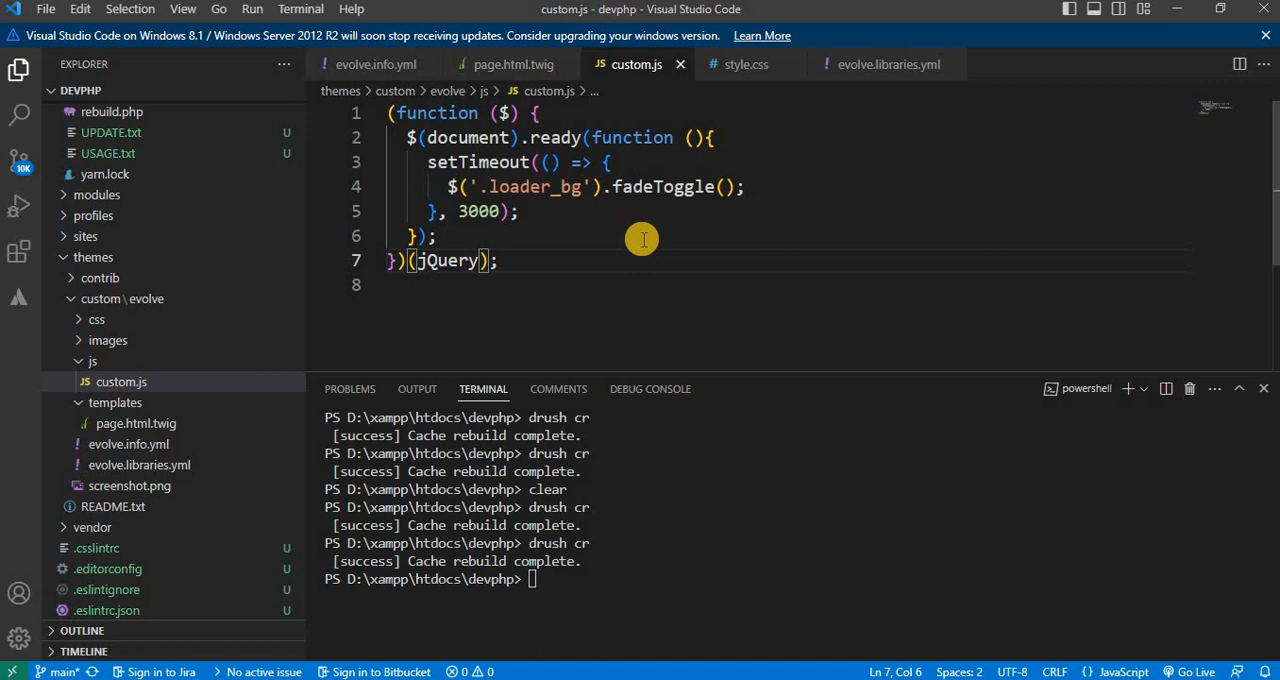 File Edit Selection View Go Run Terminal Help custom.js - devphp - Visual Studio Code
Visual Studio Code on Windows 8.1 / Windows Server 2012 R2 will soon stop receiving updates. Consider upgrading your windows version. Learn More
EXPLORER
DEVPHP
rebuild.php
UPDATE.txt U
USAGE.txt U
yarn.lock
modules
profiles
sites
themes
contrib
custom\evolve
css
images
js
JS custom.js
templates
page.html.twig
! evolve.info.yml
! evolve.libraries.yml
screenshot.png
README.txt
vendor
.csslintrc U
.editorconfig U
.eslintignore U
.eslintrc.json U
OUTLINE
TIMELINE
10K
! evolve.info.yml page.html.twig JS custom.js # style.css ! evolve.libraries.yml
themes > custom > evolve > js > JS custom.js > ...
1 (function ($) {
2 $(document).ready(function (){
3 setTimeout(() => {
4 $('.loader_bg').fadeToggle();
5 }, 3000);
6 });
7 })(jQuery);
8
PROBLEMS OUTPUT TERMINAL COMMENTS DEBUG CONSOLE powershell
PS D:\xampp\htdocs\devphp> drush cr
[success] Cache rebuild complete.
PS D:\xampp\htdocs\devphp> drush cr
[success] Cache rebuild complete.
PS D:\xampp\htdocs\devphp> clear
PS D:\xampp\htdocs\devphp> drush cr
[success] Cache rebuild complete.
PS D:\xampp\htdocs\devphp> drush cr
[success] Cache rebuild complete.
PS D:\xampp\htdocs\devphp>
main* Sign in to Jira No active issue Sign in to Bitbucket 0 0 Ln 7, Col 6 Spaces: 2 UTF-8 CRLF { } JavaScript Go Live